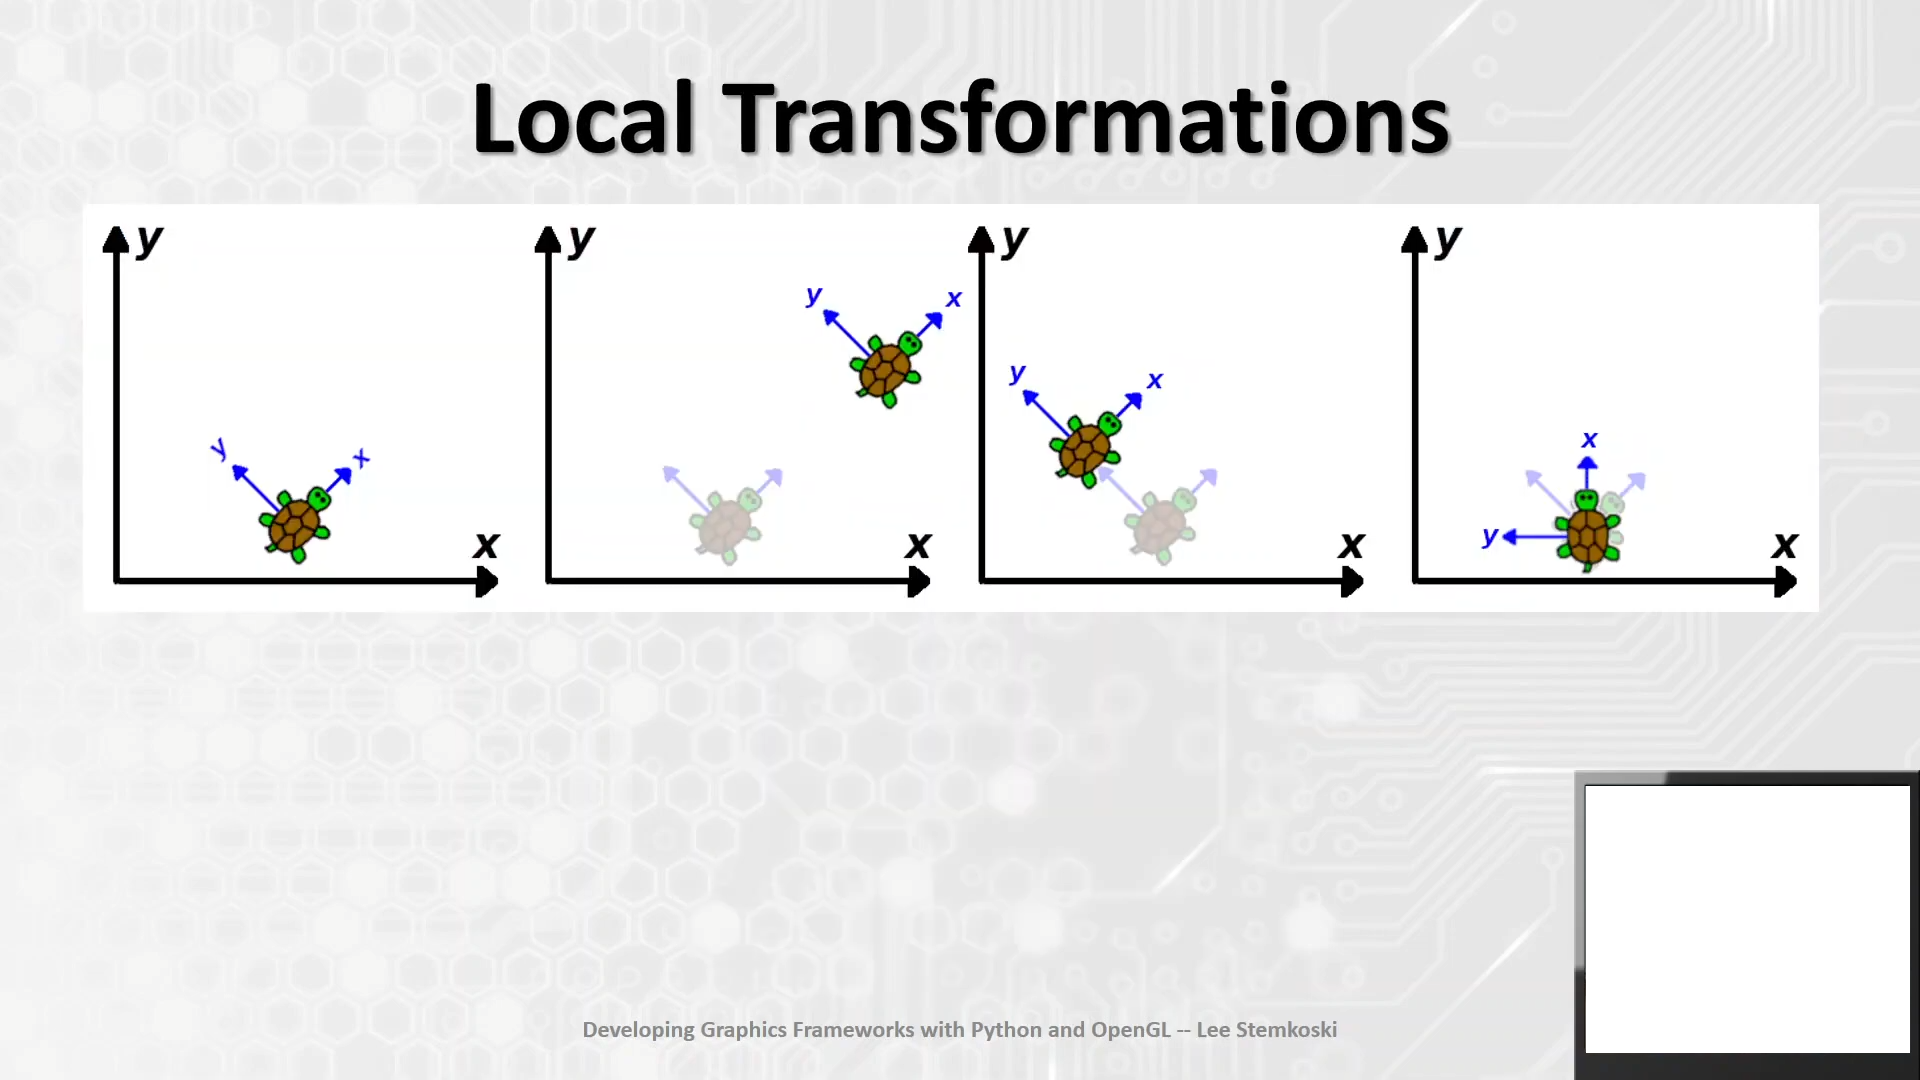 Local Transformations
y
y
x
x
y
y
x
x
y
y
x
x
y
x
y
x
Developing Graphics Frameworks with Python and OpenGL -- Lee Stemkoski